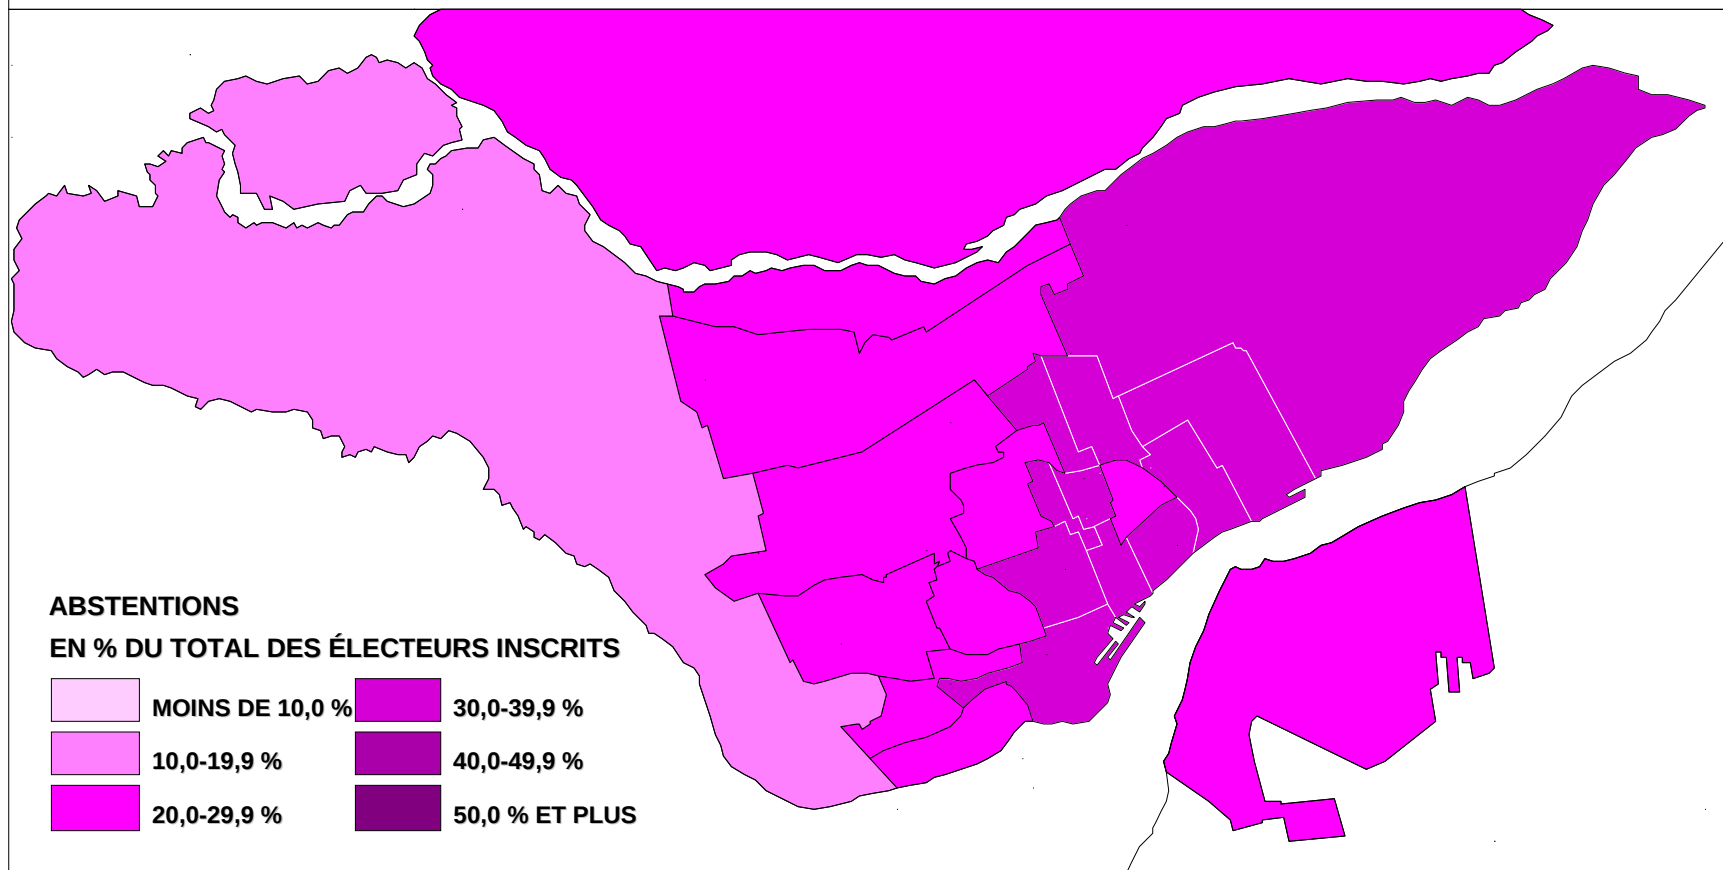 ABSTENTIONS
EN % DU TOTAL DES ÉLECTEURS INSCRITS
MOINS DE 10,0 %
10,0-19,9 %
20,0-29,9 %
30,0-39,9 %
40,0-49,9 %
50,0 % ET PLUS